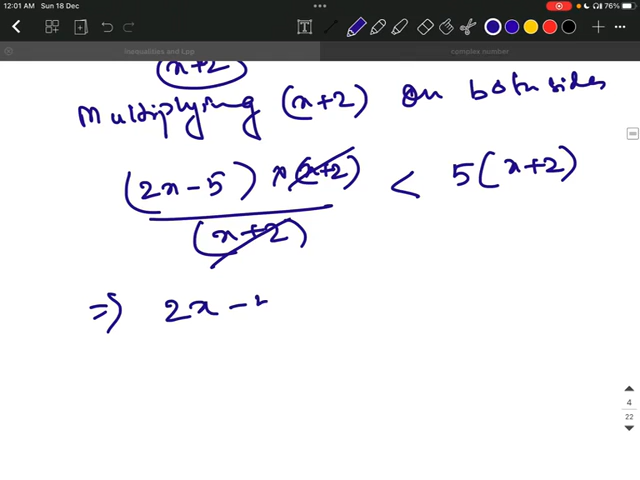 12:01 AM Sun 18 Dec
76%
Inequalities and Lpp
complex number
(x+2)
Multiplying (x+2) on both sides
(2x-5) × (x+2) < 5(x+2)
(x+2)
⇒ 2x -
4
22